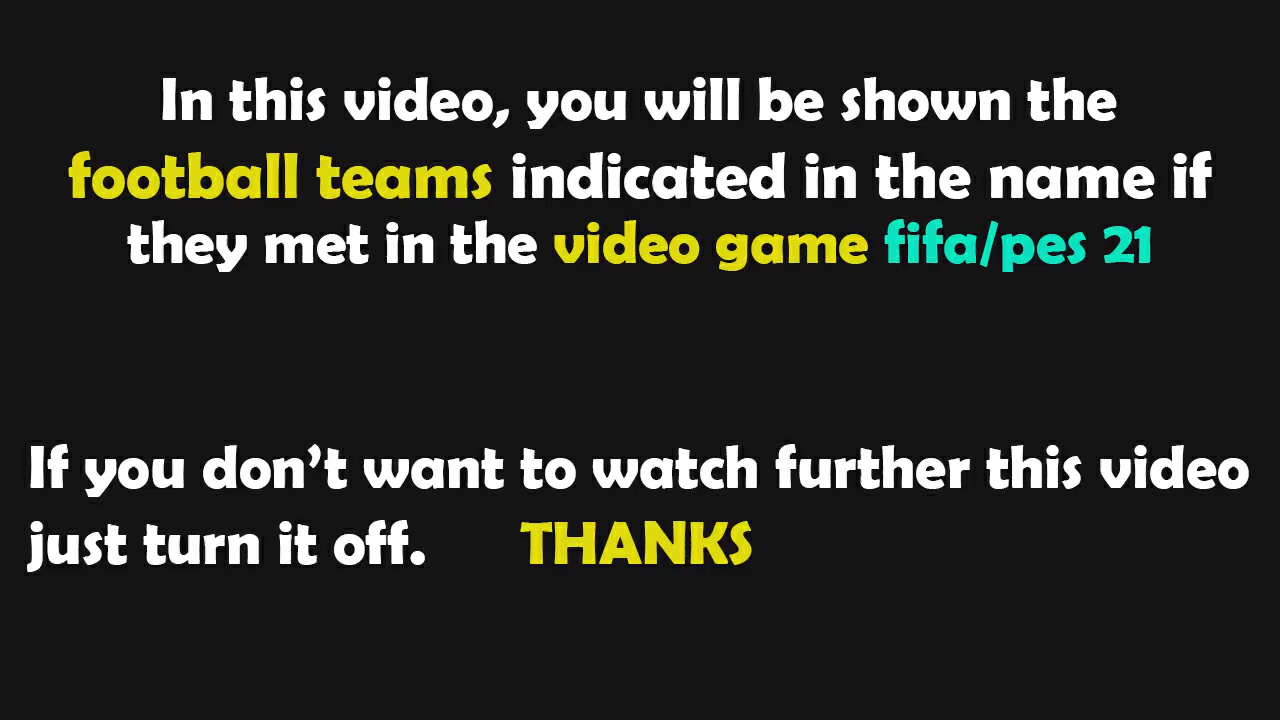 In this video, you will be shown the
football teams indicated in the name if
they met in the video game fifa/pes 21
If you don't want to watch further this video
just turn it off. THANKS